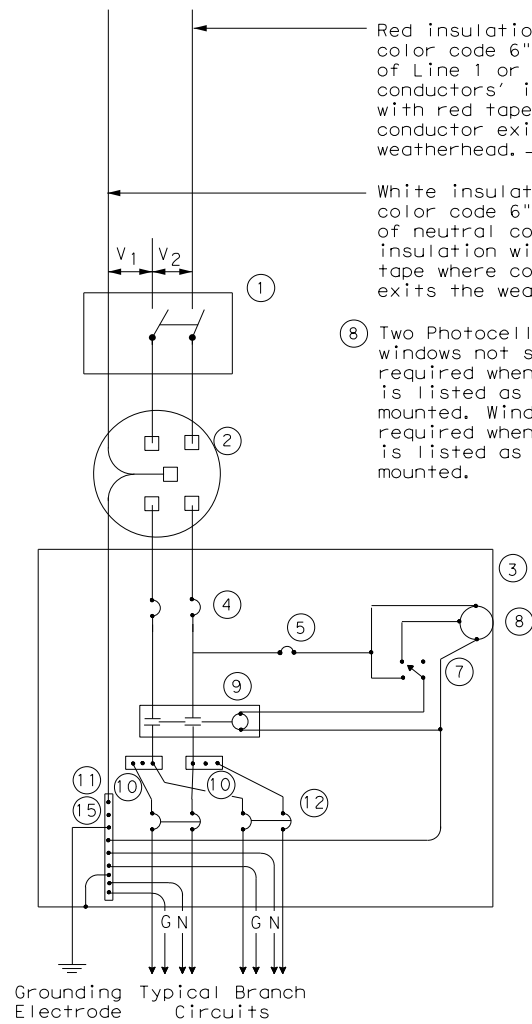 Red insulatio
color code 6"
of Line 1 or
conductors' i
with red tape
conductor exi
weatherhead.
White insulat
color code 6"
of neutral co
insulation wi
tape where co
exits the wea
V1 V2
1
8 Two Photocell
windows not s
required when
is listed as
mounted. Wind
required when
is listed as
mounted.
2
3
4
5
8
7
9
11 10 10
15 12
G N G N
Grounding Typical Branch
Electrode Circuits